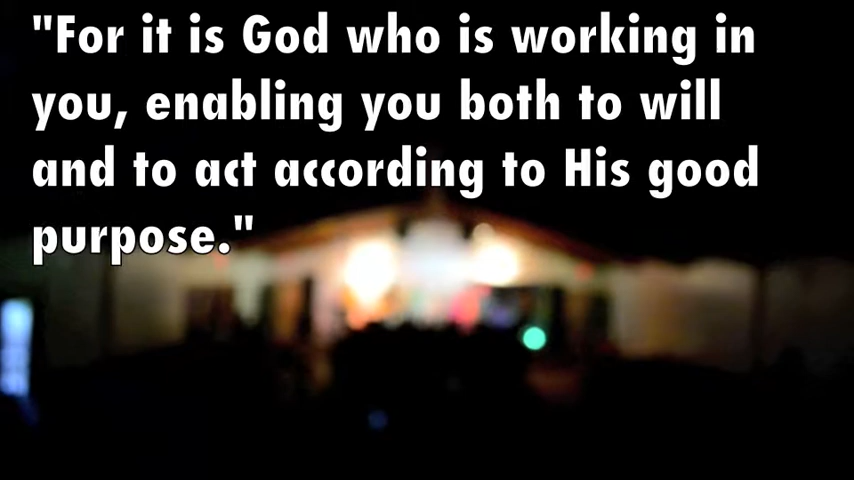 "For it is God who is working in
you, enabling you both to will
and to act according to His good
purpose."